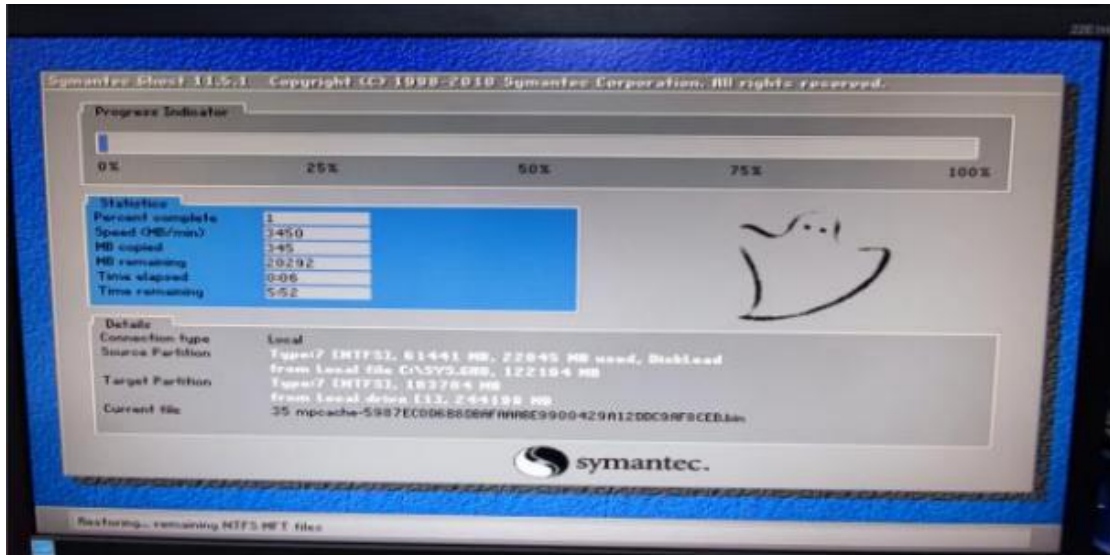 Symantec Ghost 11.5.1 Copyright (C) 1998-2010 Symantec Corporation. All rights reserved.
Progress Indicator
0% 25% 50% 75% 100%
Statistics
Percent complete 1
Speed (MB/min) 3450
MB copied 345
MB remaining 20292
Time elapsed 0:06
Time remaining 5:52
Details
Connection type Local
Source Partition Type:7 [NTFS], 61441 MB, 22845 MB used, DiskLoad
from Local file C:\SYS.GHO, 122104 MB
Target Partition Type:7 [NTFS], 103704 MB
from Local drive [1], 244198 MB
Current file 35
symantec.
Restoring... remaining NTFS MFT files